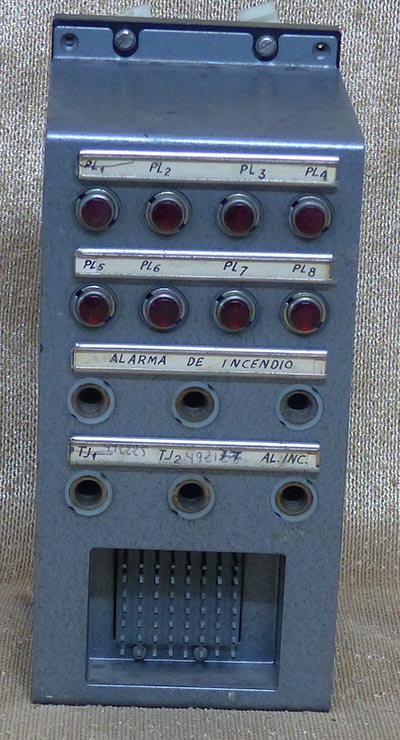 PL1 PL2 PL3 PL4
PL5 PL6 PL7 PL8
ALARMA DE INCENDIO
TJ1 TJ2 AL.INC.